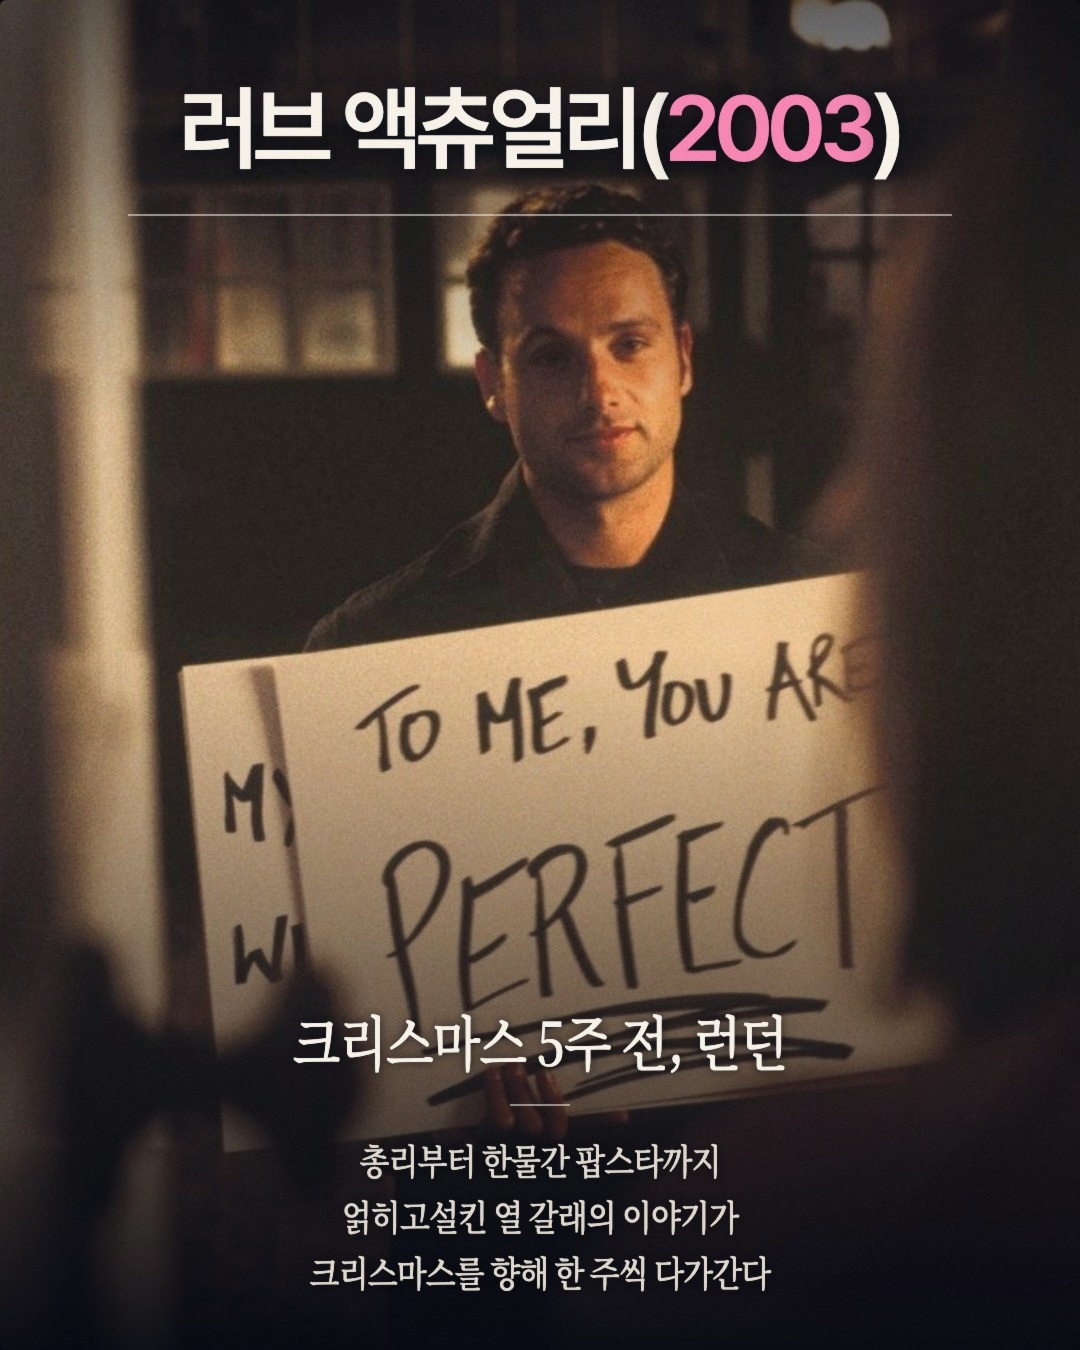 러브 액츄얼리(2003)
TO ME, YOU ARE
PERFECT
MY
크리스마스 5주 전, 런던
총리부터 한물간 팝스타까지
얽히고설킨 열 갈래의 이야기가
크리스마스를 향해 한 주씩 다가간다